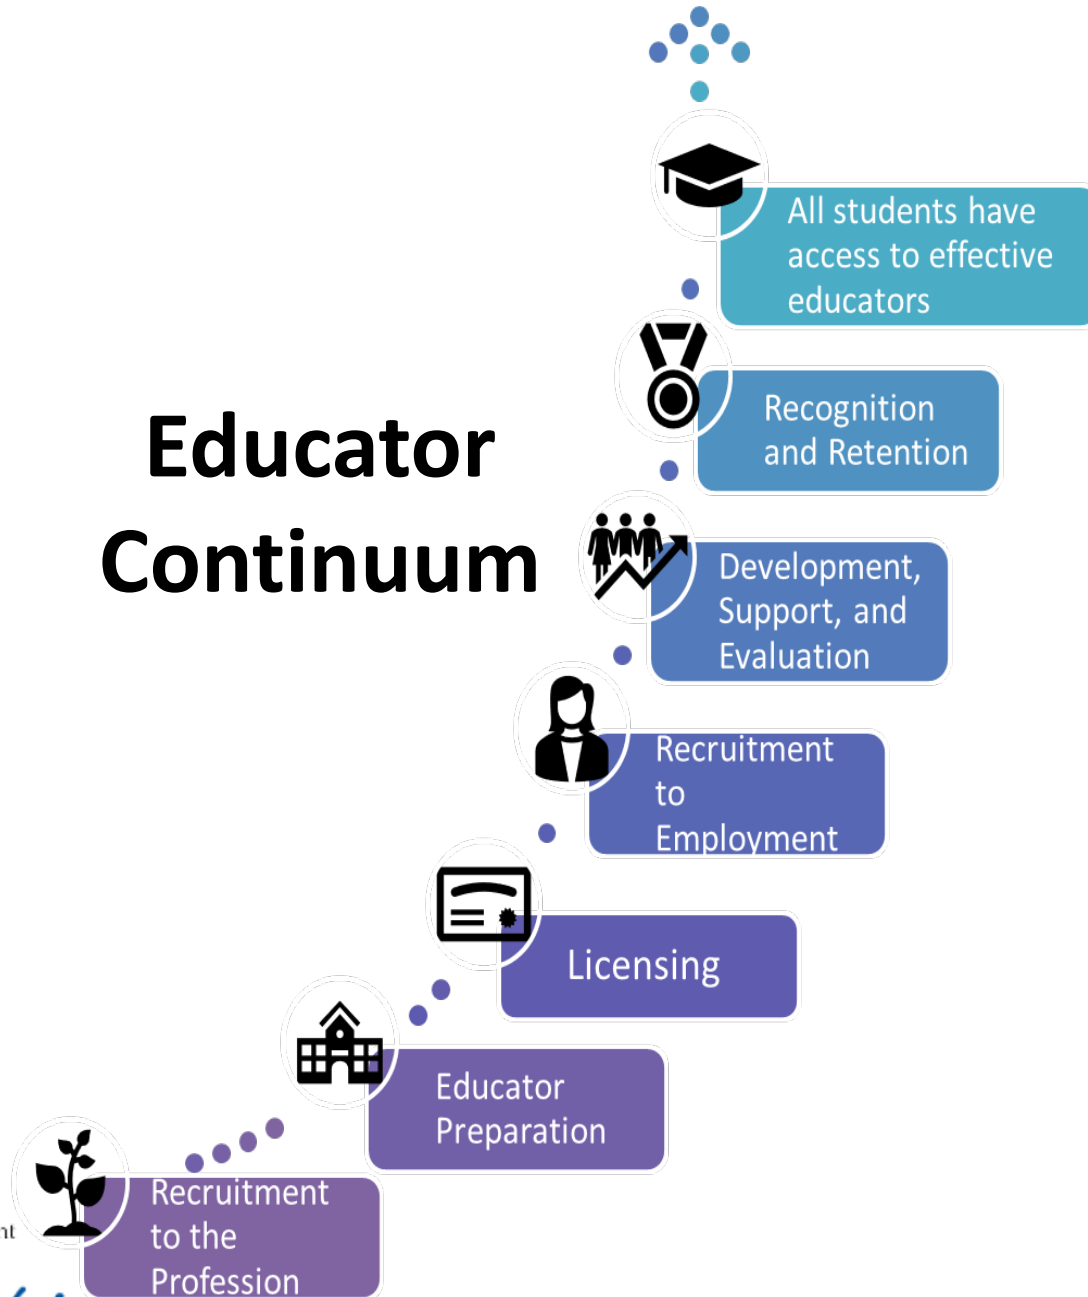 All students have
access to effective
educators
Recognition
and Retention
Educator
Continuum
Development,
Support, and
Evaluation
Recruitment
to
Employment
Licensing
Educator
Preparation
Recruitment
to the
Profession
nt